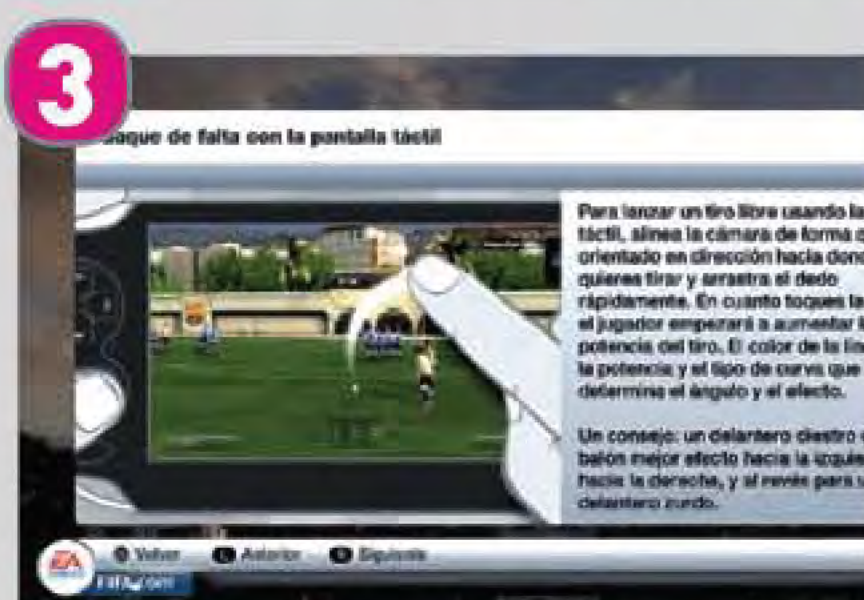 3
Saque de falta con la pantalla táctil
Para lanzar un tiro libre usando la
táctil, alinea la cámara de forma
orientado en dirección hacia
quieres tirar y arrastra el dedo
rápidamente. En cuanto toques la
el jugador empezará a aumentar
potencia del tiro. El color de la
la potencia y el tipo de curva que
determina el ángulo y el efecto.
Un consejo: un delantero diestro
balón mejor efecto hacia la
hacia la derecha, y al revés para
delantero zurdo.
Volver L Anterior R Siguiente
EA
FIFA.com